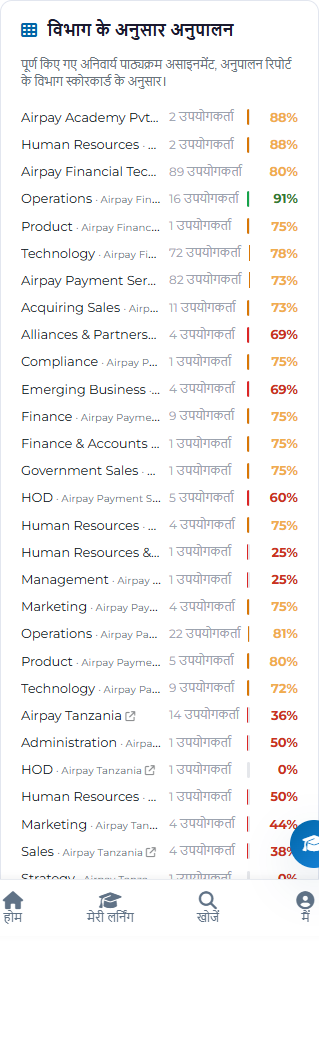 विभाग के अनुसार अनुपालन
पूर्ण किए गए अनिवार्य पाठ्यक्रम असाइनमेंट, अनुपालन रिपोर्ट
के विभाग स्कोरकार्ड के अनुसार।
Airpay Academy Pvt... 2 उपयोगकर्ता 88%
Human Resources · ... 2 उपयोगकर्ता 88%
Airpay Financial Tec... 89 उपयोगकर्ता 80%
Operations · Airpay Fin... 16 उपयोगकर्ता 91%
Product · Airpay Financ... 1 उपयोगकर्ता 75%
Technology · Airpay Fi... 72 उपयोगकर्ता 78%
Airpay Payment Ser... 82 उपयोगकर्ता 73%
Acquiring Sales · Airp... 11 उपयोगकर्ता 73%
Alliances & Partners... 4 उपयोगकर्ता 69%
Compliance · Airpay P... 1 उपयोगकर्ता 75%
Emerging Business ·... 4 उपयोगकर्ता 69%
Finance · Airpay Payme... 9 उपयोगकर्ता 75%
Finance & Accounts ... 1 उपयोगकर्ता 75%
Government Sales · ... 1 उपयोगकर्ता 75%
HOD · Airpay Payment S... 5 उपयोगकर्ता 60%
Human Resources · ... 4 उपयोगकर्ता 75%
Human Resources &... 1 उपयोगकर्ता 25%
Management · Airpay ... 1 उपयोगकर्ता 25%
Marketing · Airpay Pay... 4 उपयोगकर्ता 75%
Operations · Airpay Pa... 22 उपयोगकर्ता 81%
Product · Airpay Payme... 5 उपयोगकर्ता 80%
Technology · Airpay Pa... 9 उपयोगकर्ता 72%
Airpay Tanzania 14 उपयोगकर्ता 36%
Administration · Airpa... 1 उपयोगकर्ता 50%
HOD · Airpay Tanzania 1 उपयोगकर्ता 0%
Human Resources · ... 1 उपयोगकर्ता 50%
Marketing · Airpay Tan... 4 उपयोगकर्ता 44%
Sales · Airpay Tanzania 4 उपयोगकर्ता 38%
Strategy · Airpay Tanza... 1 उपयोगकर्ता 0%
होम मेरी लर्निंग खोजें मैं